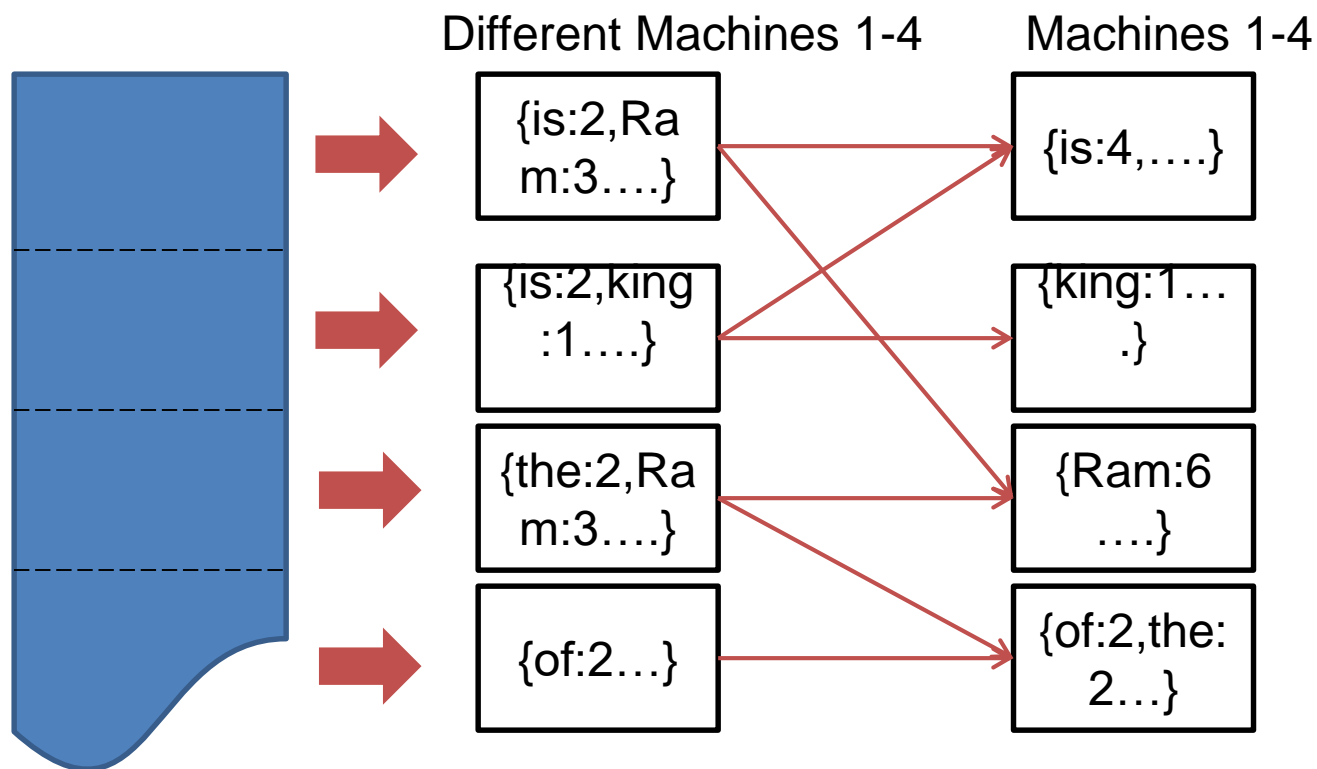 Different Machines 1-4
Machines 1-4
{is:2,Ra
m:3….}
{is:4,….}
{is:2,king
:1….}
{king:1…
.}
{the:2,Ra
m:3….}
{Ram:6
….}
{of:2…}
{of:2,the:
2…}